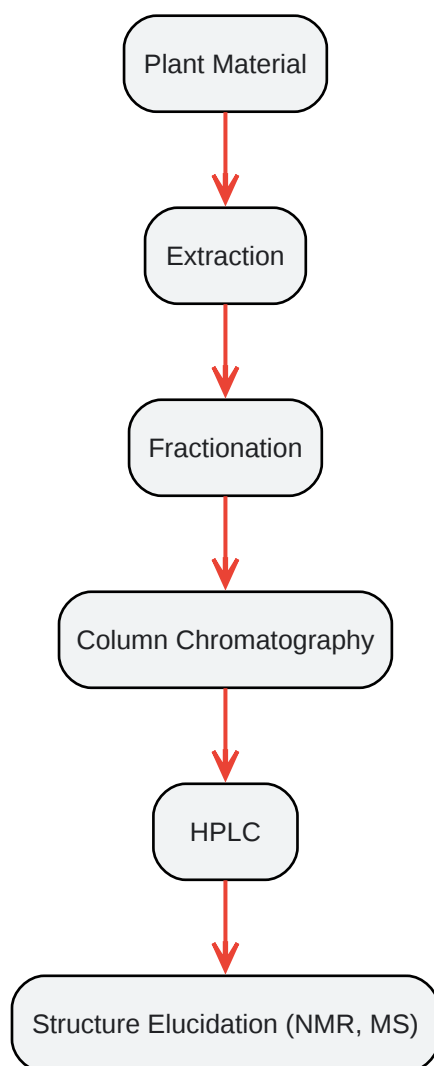 Plant Material
Extraction
Fractionation
Column Chromatography
HPLC
Structure Elucidation (NMR, MS)